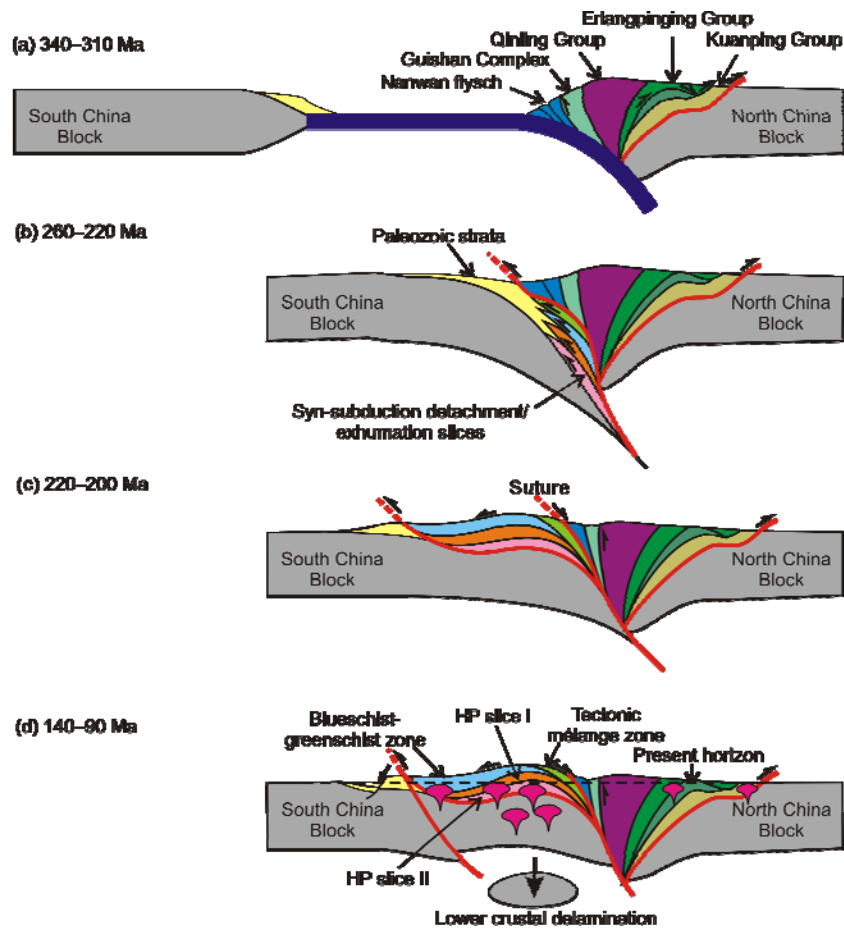 Erlangpinging Group
(a) 340–310 Ma
Qinling Group
Kuanping Group
Guishan Complex
Nanwan flysch
South China
Block
North China
Block
(b) 260–220 Ma
Paleozoic strata
South China
Block
North China
Block
Syn-subduction detachment/
exhumation slices
(c) 220–200 Ma
Suture
South China
Block
North China
Block
(d) 140–90 Ma
Blueschist-
greenschist zone
HP slice I
Tectonic
mélange zone
Present horizon
South China
Block
North China
Block
HP slice II
Lower crustal delamination